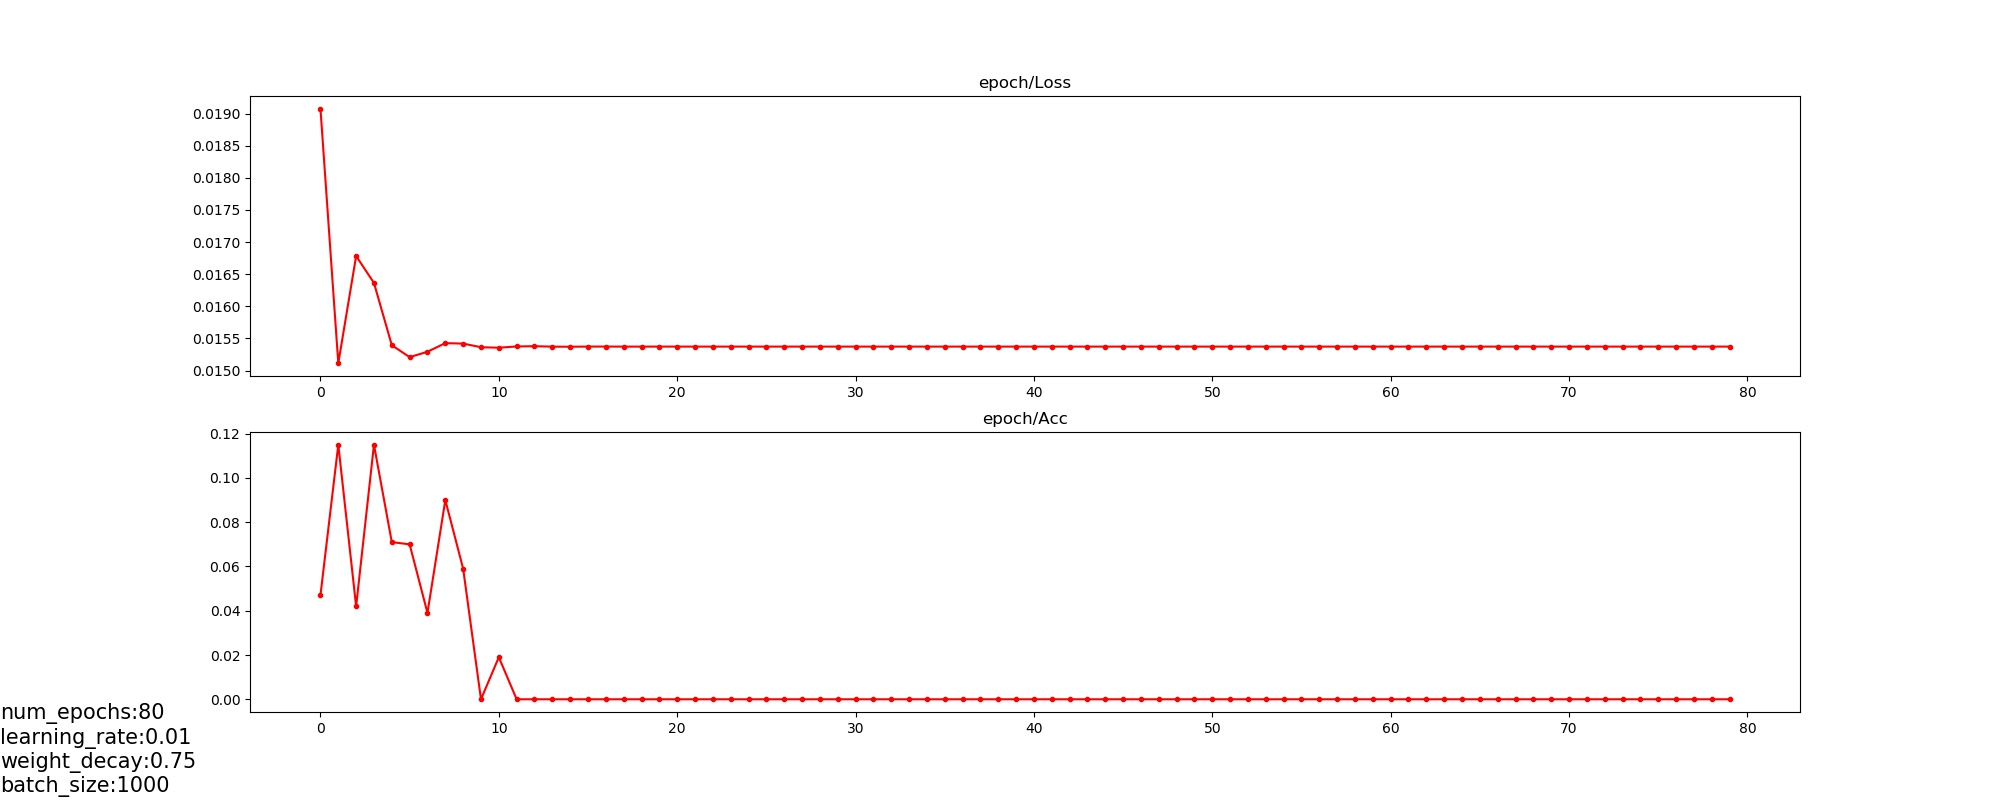 epoch/Loss
0.0190
0.0185
0.0180
0.0175
0.0170
0.0165
0.0160
0.0155
0.0150
0 10 20 30 40 50 60 70 80
epoch/Acc
0.12
0.10
0.08
0.06
0.04
0.02
0.00
0 10 20 30 40 50 60 70 80
num_epochs:80
learning_rate:0.01
weight_decay:0.75
batch_size:1000